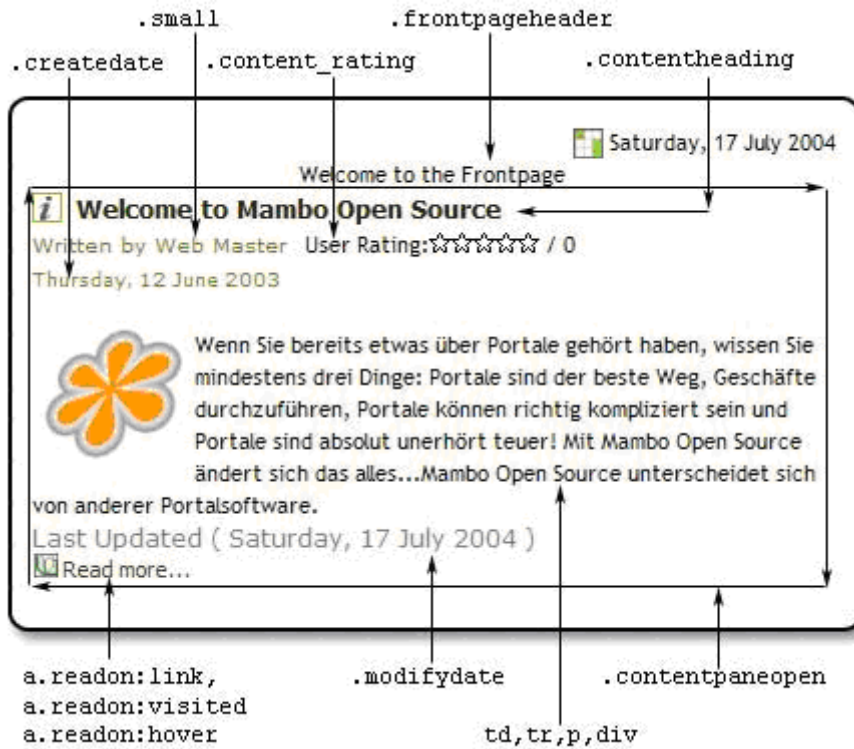 .small
.frontpageheader
.createdate
.content_rating
.contentheading
Saturday, 17 July 2004
Welcome to the Frontpage
i Welcome to Mambo Open Source
Written by Web Master User Rating:☆☆☆☆☆ / 0
Thursday, 12 June 2003
Wenn Sie bereits etwas über Portale gehört haben, wissen Sie
mindestens drei Dinge: Portale sind der beste Weg, Geschäfte
durchzuführen, Portale können richtig kompliziert sein und
Portale sind absolut unerhört teuer! Mit Mambo Open Source
ändert sich das alles...Mambo Open Source unterscheidet sich
von anderer Portalsoftware.
Last Updated ( Saturday, 17 July 2004 )
Read more...
a.readon:link,
a.readon:visited
a.readon:hover
.modifydate
td,tr,p,div
.contentpaneopen